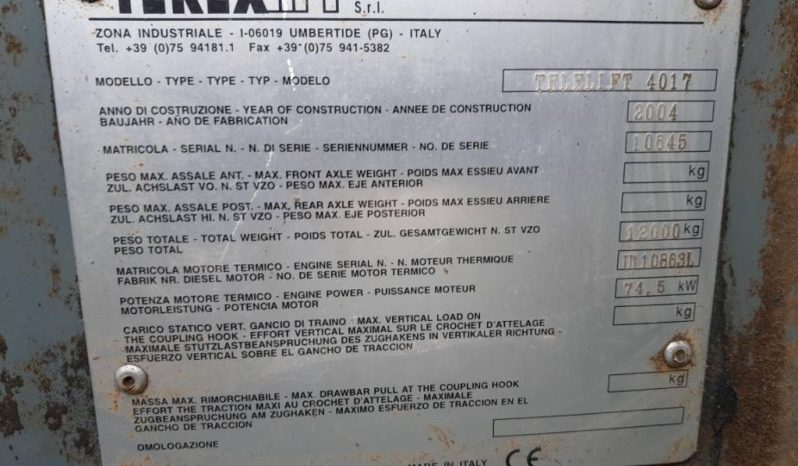 TEREXLIFT
S.r.l.
ZONA INDUSTRIALE - I-06019 UMBERTIDE (PG) - ITALY
Tel. +39 (0)75 94181.1 Fax +39 (0)75 941-5382
MODELLO - TYPE - TYPE - TYP - MODELO TELELIFT 4017
ANNO DI COSTRUZIONE - YEAR OF CONSTRUCTION - ANNEE DE CONSTRUCTION
BAUJAHR - AÑO DE FABRICATION 2004
MATRICOLA - SERIAL N. - N. DI SERIE - SERIENNUMMER - NO. DE SERIE 10645
PESO MAX. ASSALE ANT. - MAX. FRONT AXLE WEIGHT - POIDS MAX ESSIEU AVANT kg
ZUL. ACHSLAST VO. N. ST VZO - PESO MAX. EJE ANTERIOR
PESO MAX. ASSALE POST. - MAX, REAR AXLE WEIGHT - POIDS MAX ESSIEU ARRIERE kg
ZUL. ACHSLAST HI. N. ST VZO - PESO MAX. EJE POSTERIOR
PESO TOTALE - TOTAL WEIGHT - POIDS TOTAL - ZUL. GESAMTGEWICHT N. ST VZO 12000 kg
PESO TOTAL
MATRICOLA MOTORE TERMICO - ENGINE SERIAL N. - N. MOTEUR THERMIQUE
FABRIK NR. DIESEL MOTOR - NO. DE SERIE MOTOR TERMICO 10863L
POTENZA MOTORE TERMICO - ENGINE POWER - PUISSANCE MOTEUR 74,5 kW
MOTORLEISTUNG - POTENCIA MOTOR
CARICO STATICO VERT. GANCIO DI TRAINO - MAX. VERTICAL LOAD ON kg
THE COUPLING HOOK - EFFORT VERTICAL MAXIMAL SUR LE CROCHET D'ATTELAGE
MAXIMALE STUTZLASTBEANSPRUCHUNG DES ZUGHAKENS IN VERTIKALER RICHTUNG -
ESFUERZO VERTICAL SOBRE EL GANCHO DE TRACCION
MASSA MAX. RIMORCHIABILE - MAX. DRAWBAR PULL AT THE COUPLING HOOK kg
EFFORT THE TRACTION MAXI AU CROCHET D'ATTELAGE - MAXIMALE
ZUGBEANSPRUCHUNG AM ZUGHAKEN - MAXIMO ESFUERZO DE TRACCION EN EL
GANCHO DE TRACCION
OMOLOGAZIONE
MADE IN ITALY CE